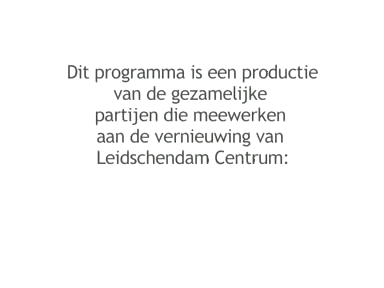 Dit programma is een productie
van de gezamelijke
partijen die meewerken
aan de vernieuwing van
Leidschendam Centrum: